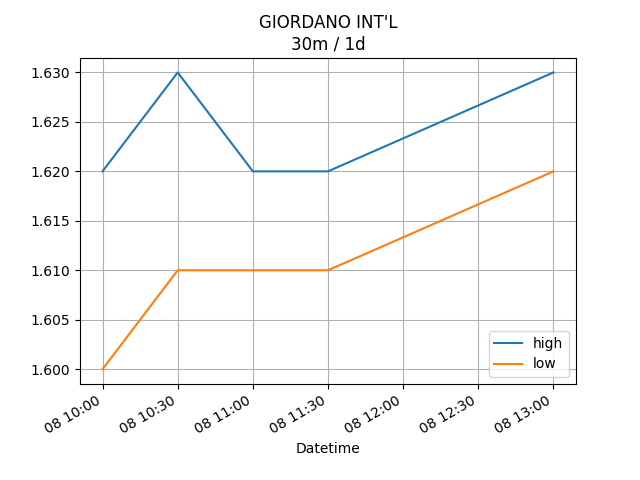 GIORDANO INT'L
30m / 1d
1.630
1.625
1.620
1.615
1.610
1.605
1.600
high
low
08 10:00
08 10:30
08 11:00
08 11:30
08 12:00
08 12:30
08 13:00
Datetime